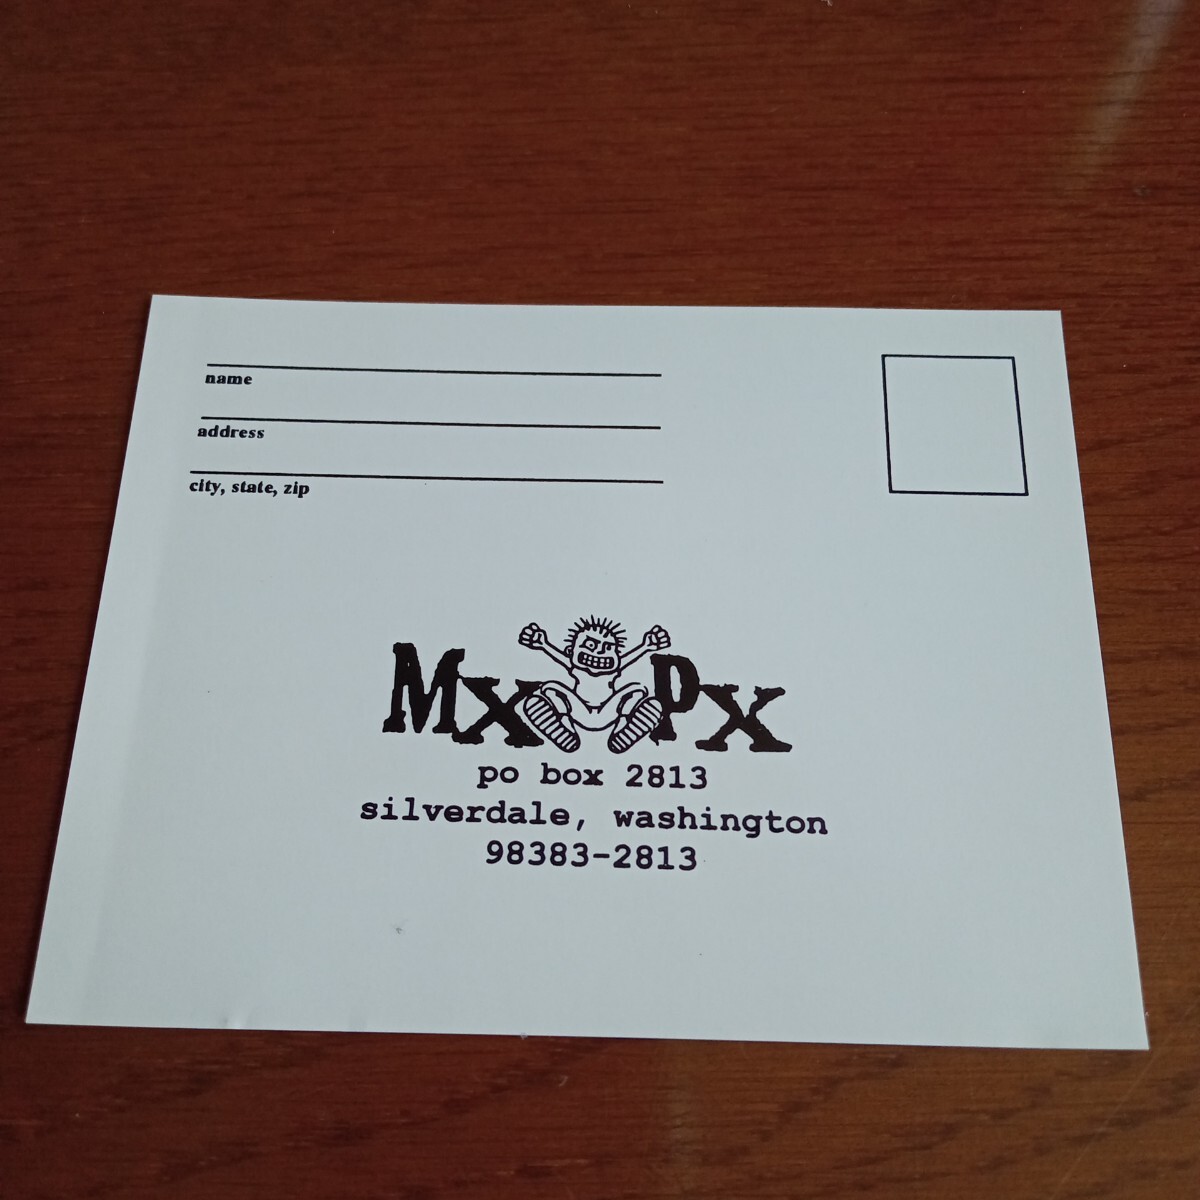 name
address
city, state, zip
MxPx
po box 2813
silverdale, washington
98383-2813